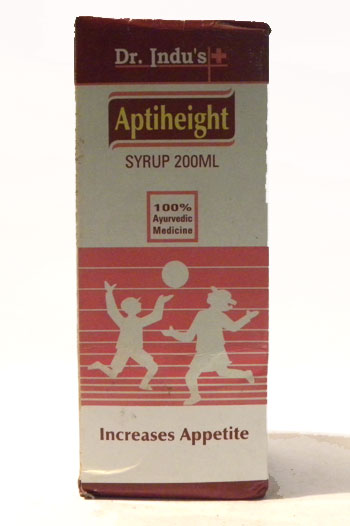 Dr. Indu's
Aptiheight
SYRUP 200ML
100%
Ayurvedic
Medicine
Increases Appetite